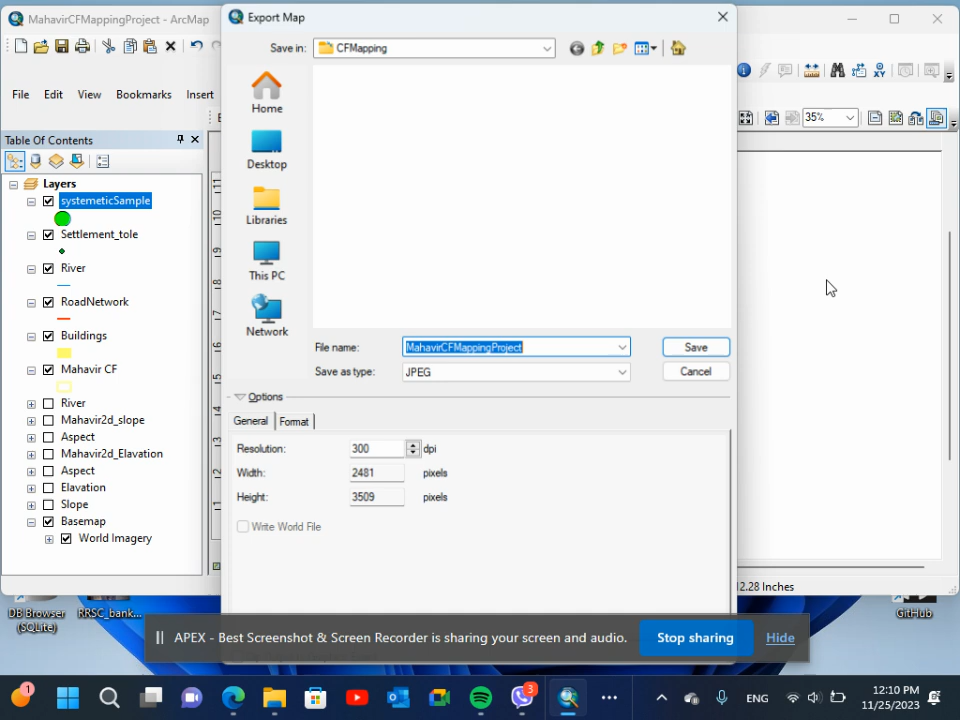 MahavirCFMappingProject - ArcMap
Export Map
Save in:
CFMapping
File
Edit
View
Bookmarks
Insert
35%
Table Of Contents
Layers
systemeticSample
Settlement_tole
River
RoadNetwork
Buildings
Mahavir CF
River
Mahavir2d_slope
Aspect
Mahavir2d_Elavation
Aspect
Elavation
Slope
Basemap
World Imagery
Home
Desktop
Libraries
This PC
Network
File name:
MahavirCFMappingProject
Save
Save as type:
JPEG
Cancel
Options
General
Format
Resolution:
300
dpi
Width:
2481
pixels
Height:
3509
pixels
Write World File
12.28 Inches
DB Browser
(SQLite)
RRSC_bank...
GitHub
APEX - Best Screenshot & Screen Recorder is sharing your screen and audio.
Stop sharing
Hide
1
3
ENG
12:10 PM
11/25/2023